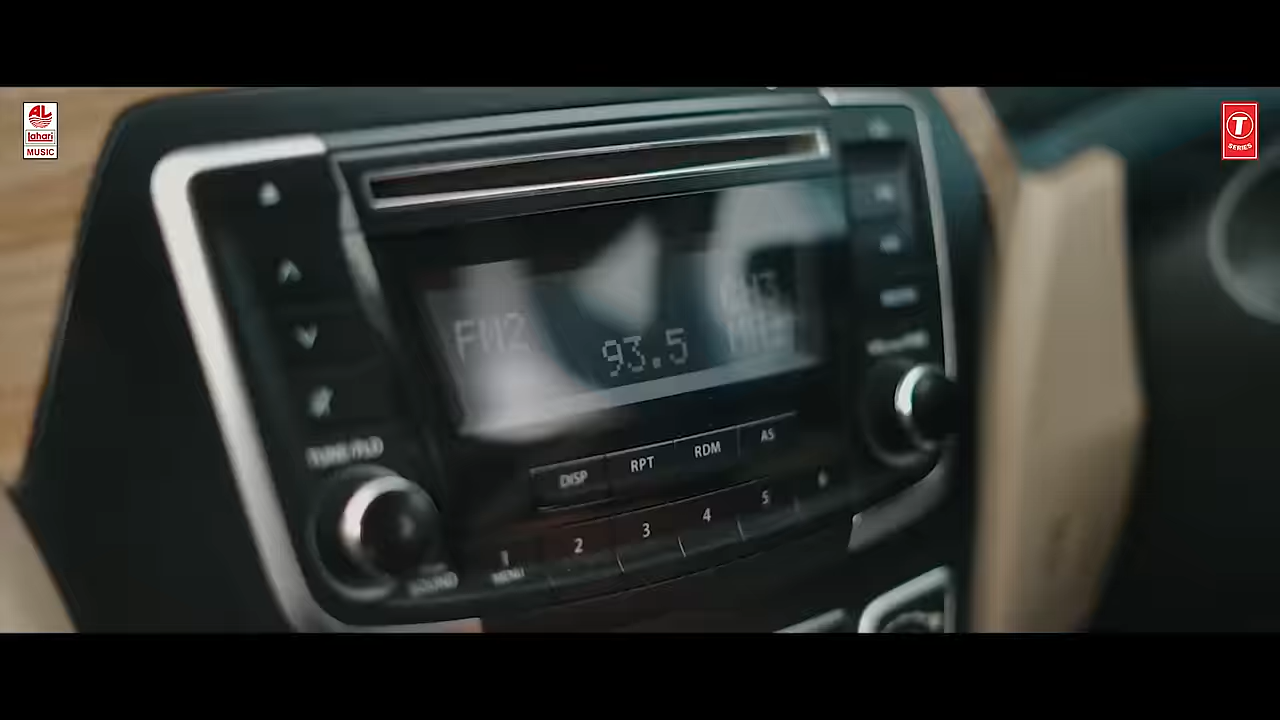 lahari
MUSIC
T
SERIES
FM2
93.5
TUNE/FLD
DISP
RPT
RDM
AS
1
2
3
4
5
6
MENU
SOUND